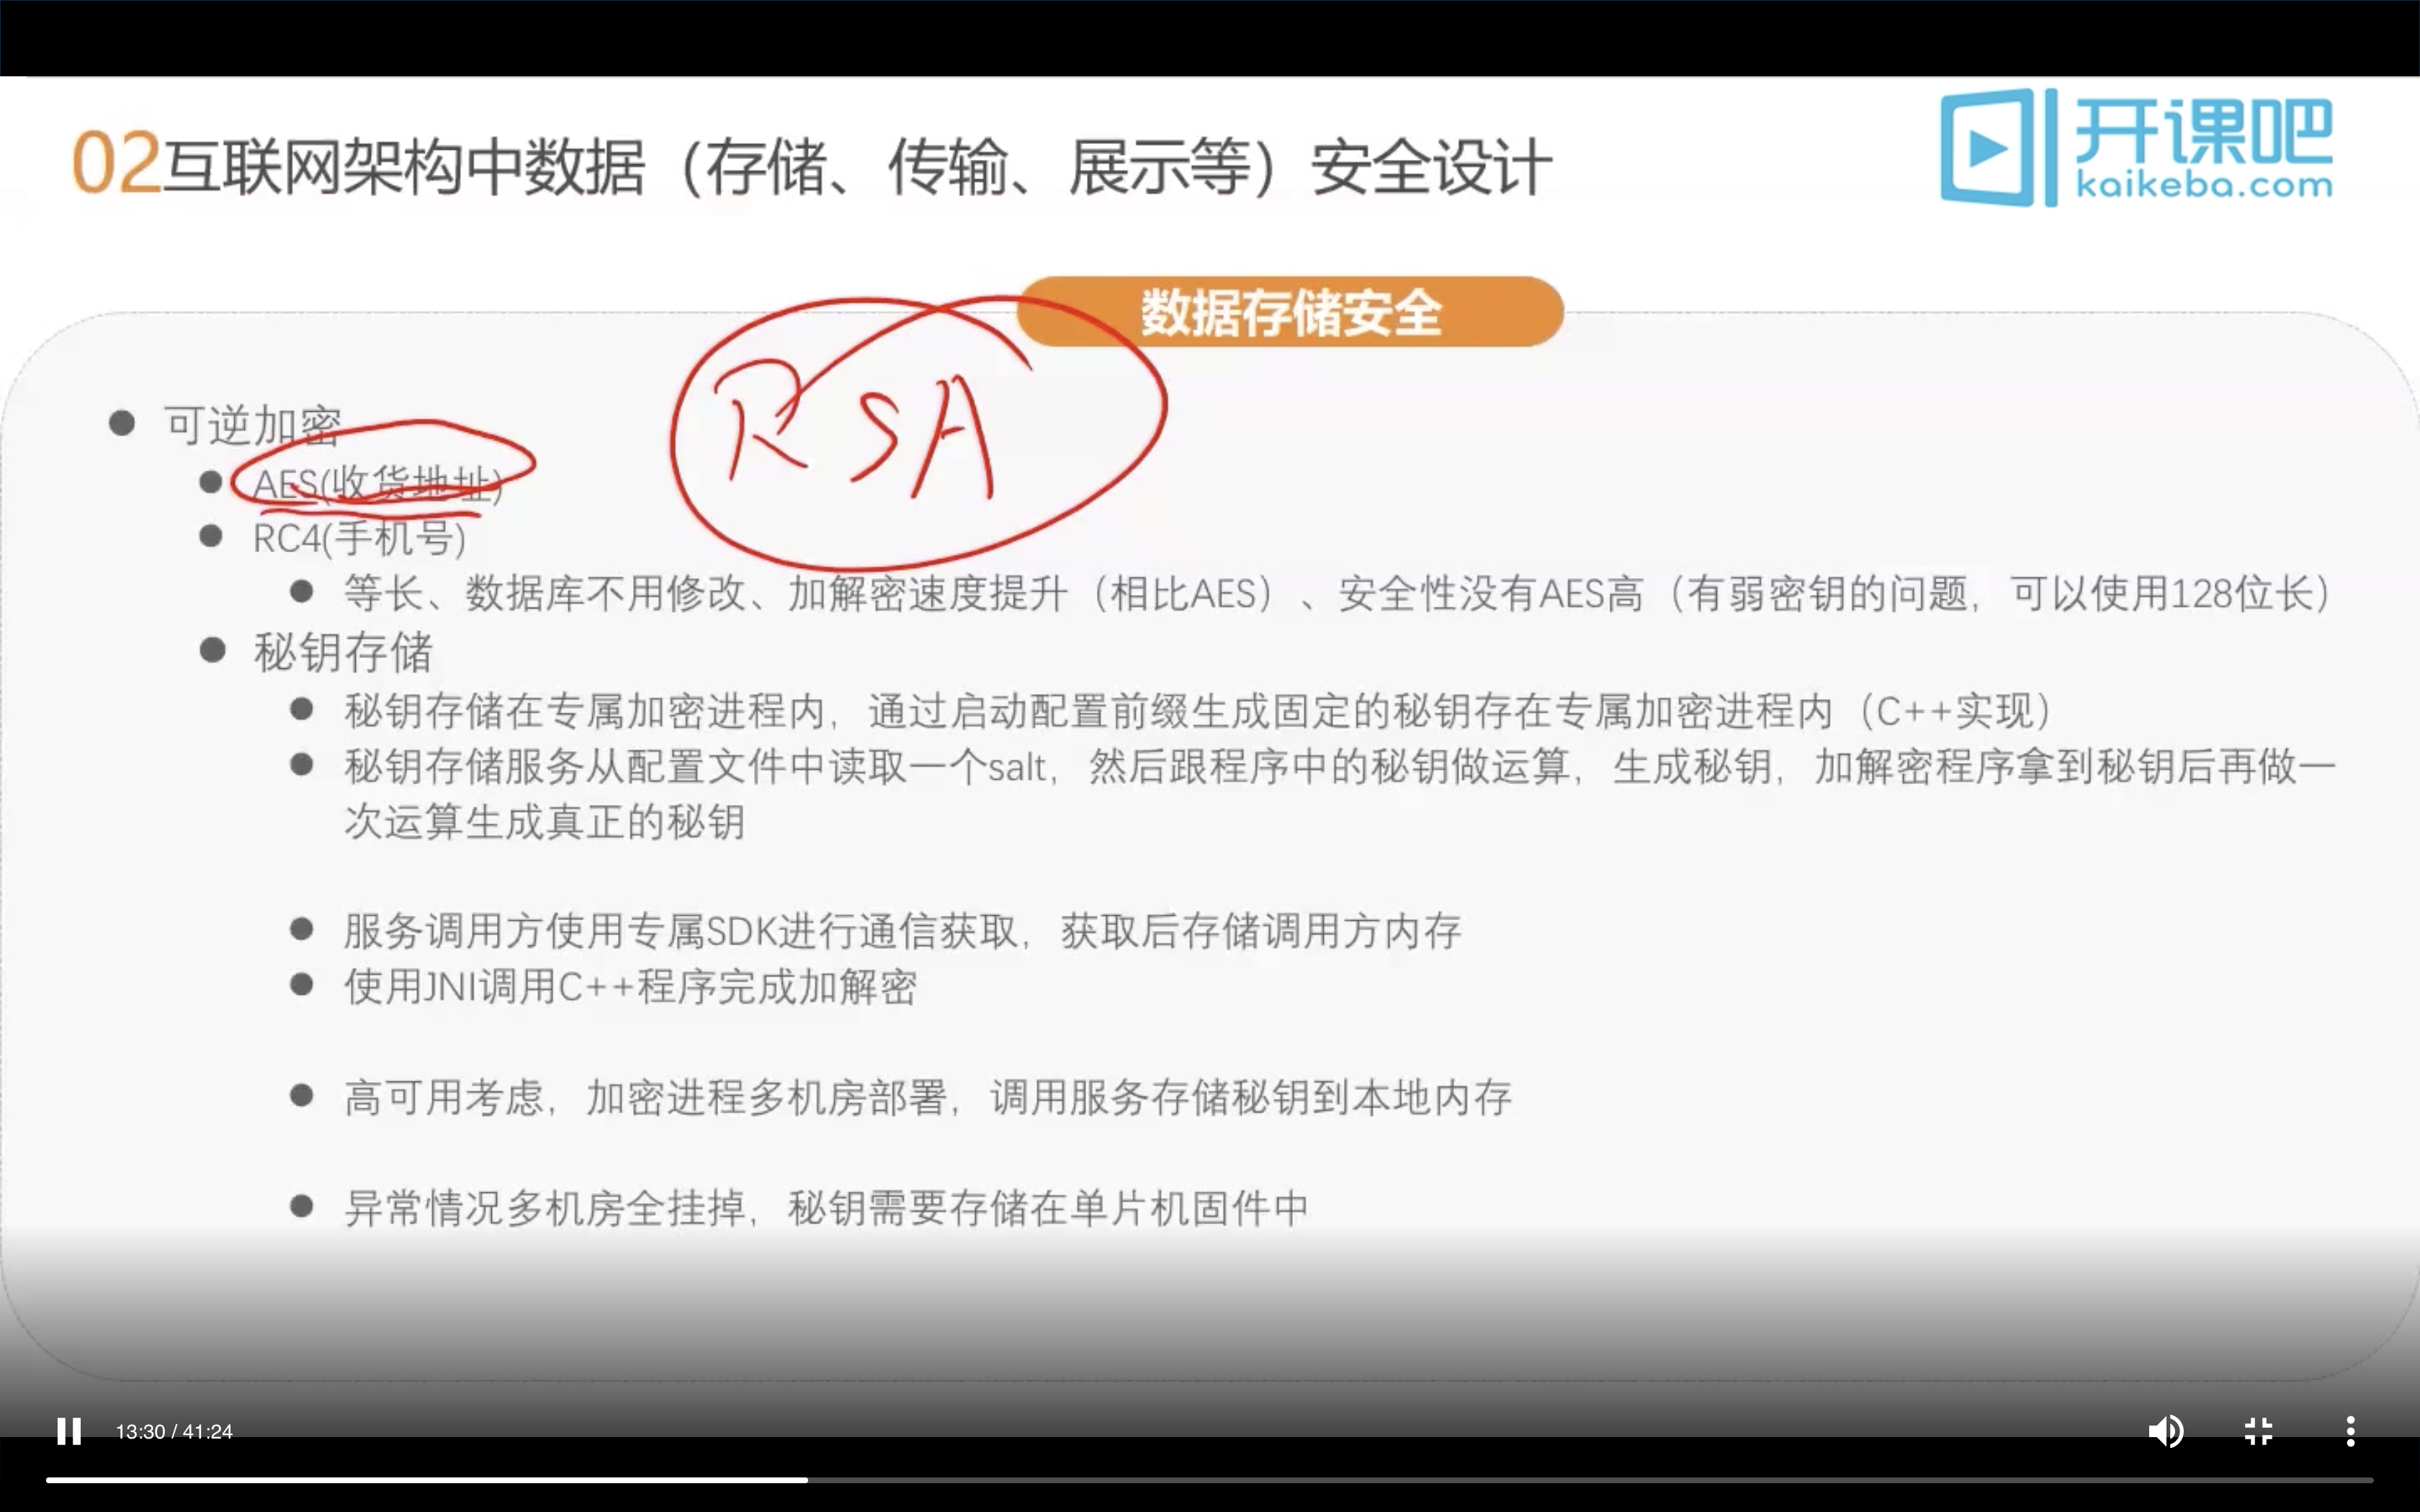 02互联网架构中数据（存储、传输、展示等）安全设计
开课吧
kaikeba.com
数据存储安全
RSA
可逆加密
AES(收货地址)
RC4(手机号)
等长、数据库不用修改、加解密速度提升（相比AES）、安全性没有AES高（有弱密钥的问题，可以使用128位长）
秘钥存储
秘钥存储在专属加密进程内，通过启动配置前缀生成固定的秘钥存在专属加密进程内（C++实现）
秘钥存储服务从配置文件中读取一个salt，然后跟程序中的秘钥做运算，生成秘钥，加解密程序拿到秘钥后再做一
次运算生成真正的秘钥
服务调用方使用专属SDK进行通信获取，获取后存储调用方内存
使用JNI调用C++程序完成加解密
高可用考虑，加密进程多机房部署，调用服务存储秘钥到本地内存
异常情况多机房全挂掉，秘钥需要存储在单片机固件中
13:30 / 41:24